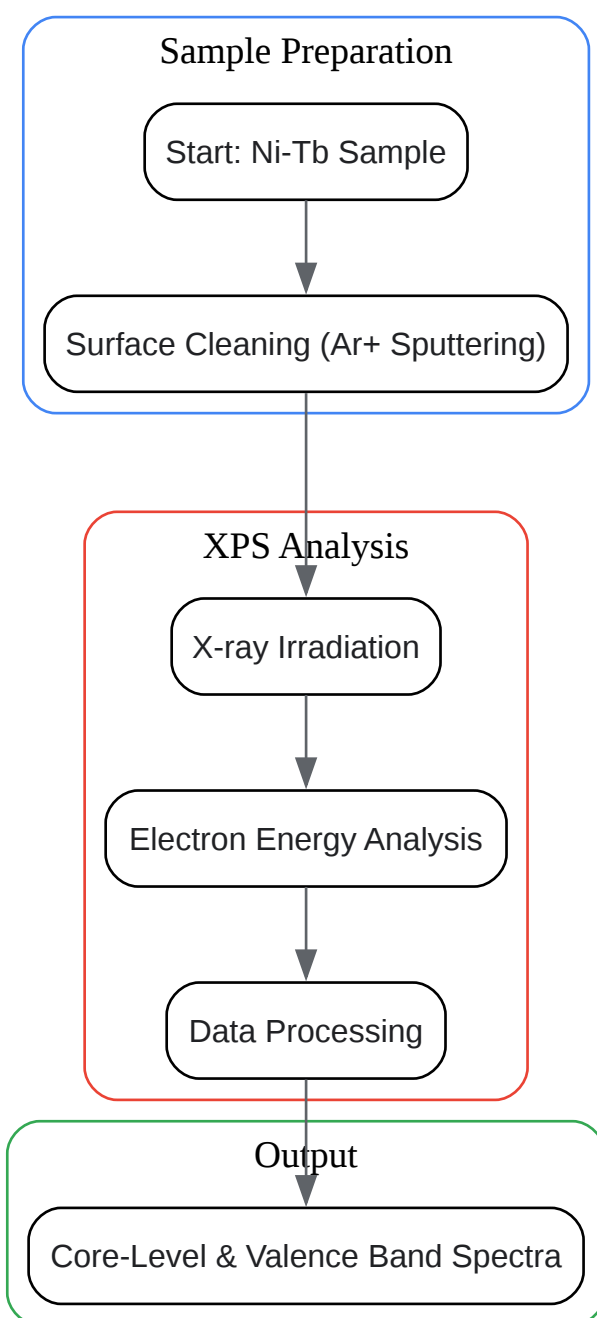 Sample Preparation
Start: Ni-Tb Sample
Surface Cleaning (Ar+ Sputtering)
XPS Analysis
X-ray Irradiation
Electron Energy Analysis
Data Processing
Output
Core-Level & Valence Band Spectra